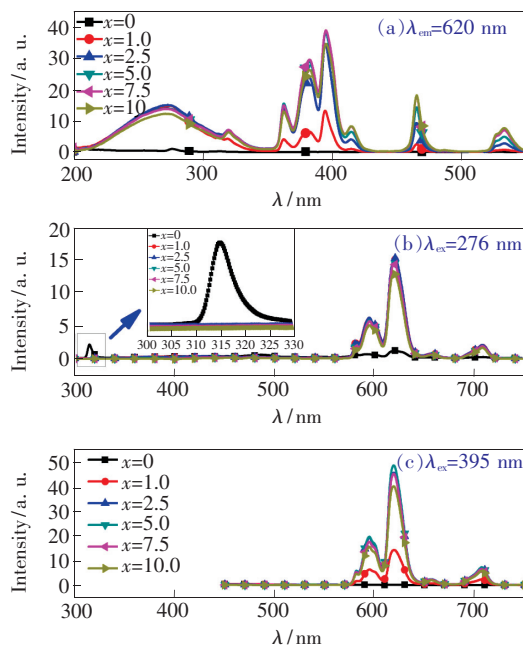 (a)λem=620 nm
x=0
x=1.0
x=2.5
x=5.0
x=7.5
x=10
Intensity/a. u.
40
30
20
10
0
200 300 400 500
λ/nm
(b)λex=276 nm
x=0
x=1.0
x=2.5
x=5.0
x=7.5
x=10.0
300 305 310 315 320 325 330
Intensity/a. u.
20
15
10
5
0
300 400 500 600 700
λ/nm
(c)λex=395 nm
x=0
x=1.0
x=2.5
x=5.0
x=7.5
x=10.0
Intensity/a. u.
50
40
30
20
10
0
300 400 500 600 700
λ/nm